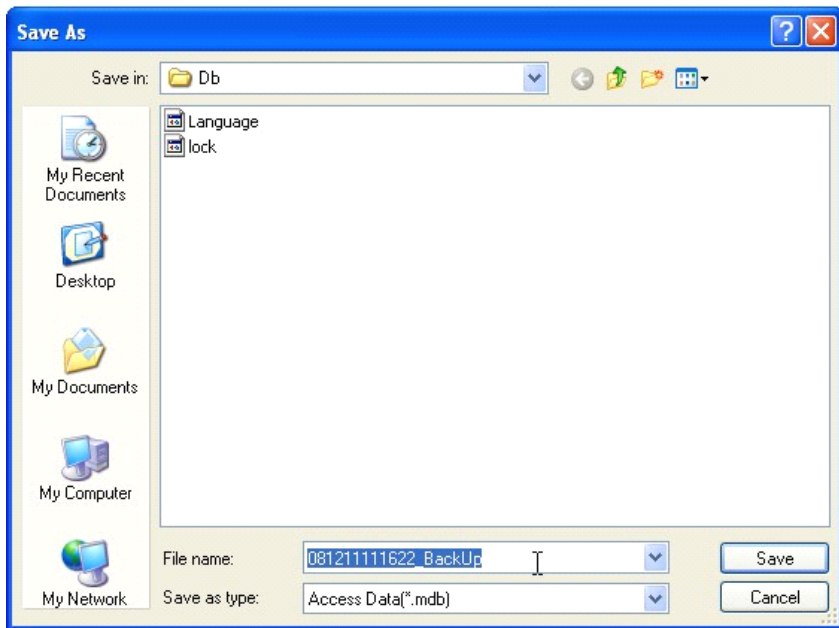 Save As
Save in: Db
Language
lock
My Recent
Documents
Desktop
My Documents
My Computer
My Network
File name: 081211111622_BackUp
Save
Save as type: Access Data(*.mdb)
Cancel